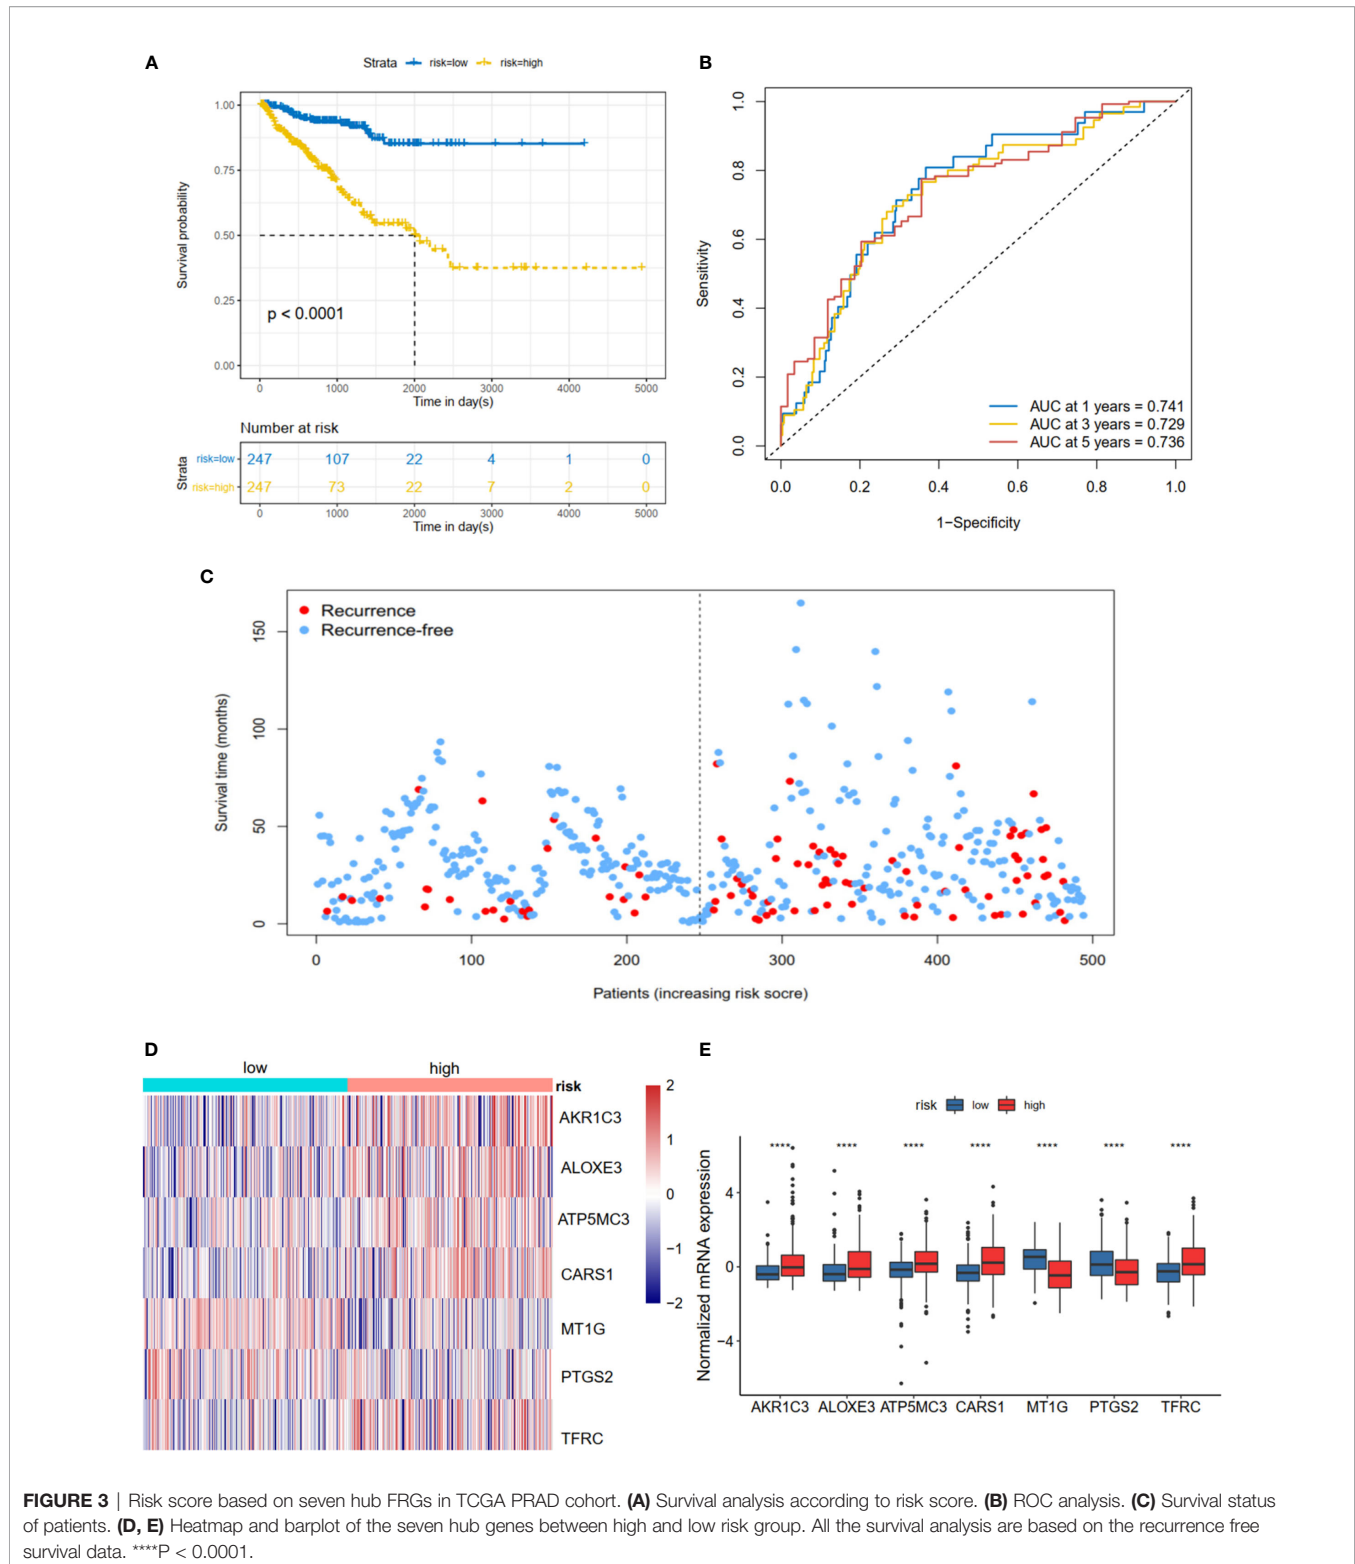 A
Strata risk=low risk=high
Survival probability
1.00
0.75
0.50
0.25
0.00
p < 0.0001
0 1000 2000 3000 4000 5000
Time in day(s)
Number at risk
Strata
risk=low 247 107 22 4 1 0
risk=high 247 73 22 7 2 0
0 1000 2000 3000 4000 5000
Time in day(s)
B
Sensitivity
1.0
0.8
0.6
0.4
0.2
0.0
AUC at 1 years = 0.741
AUC at 3 years = 0.729
AUC at 5 years = 0.736
0.0 0.2 0.4 0.6 0.8 1.0
1−Specificity
C
Recurrence
Recurrence-free
Survival time (months)
150
100
50
0
0 100 200 300 400 500
Patients (increasing risk socre)
D
low high
risk
AKR1C3
ALOXE3
ATP5MC3
CARS1
MT1G
PTGS2
TFRC
2
1
0
−1
−2
E
risk low high
Normalized mRNA expression
**** **** **** **** **** **** ****
4
0
−4
AKR1C3 ALOXE3 ATP5MC3 CARS1 MT1G PTGS2 TFRC
FIGURE 3 | Risk score based on seven hub FRGs in TCGA PRAD cohort. (A) Survival analysis according to risk score. (B) ROC analysis. (C) Survival status
of patients. (D, E) Heatmap and barplot of the seven hub genes between high and low risk group. All the survival analysis are based on the recurrence free
survival data. ****P < 0.0001.